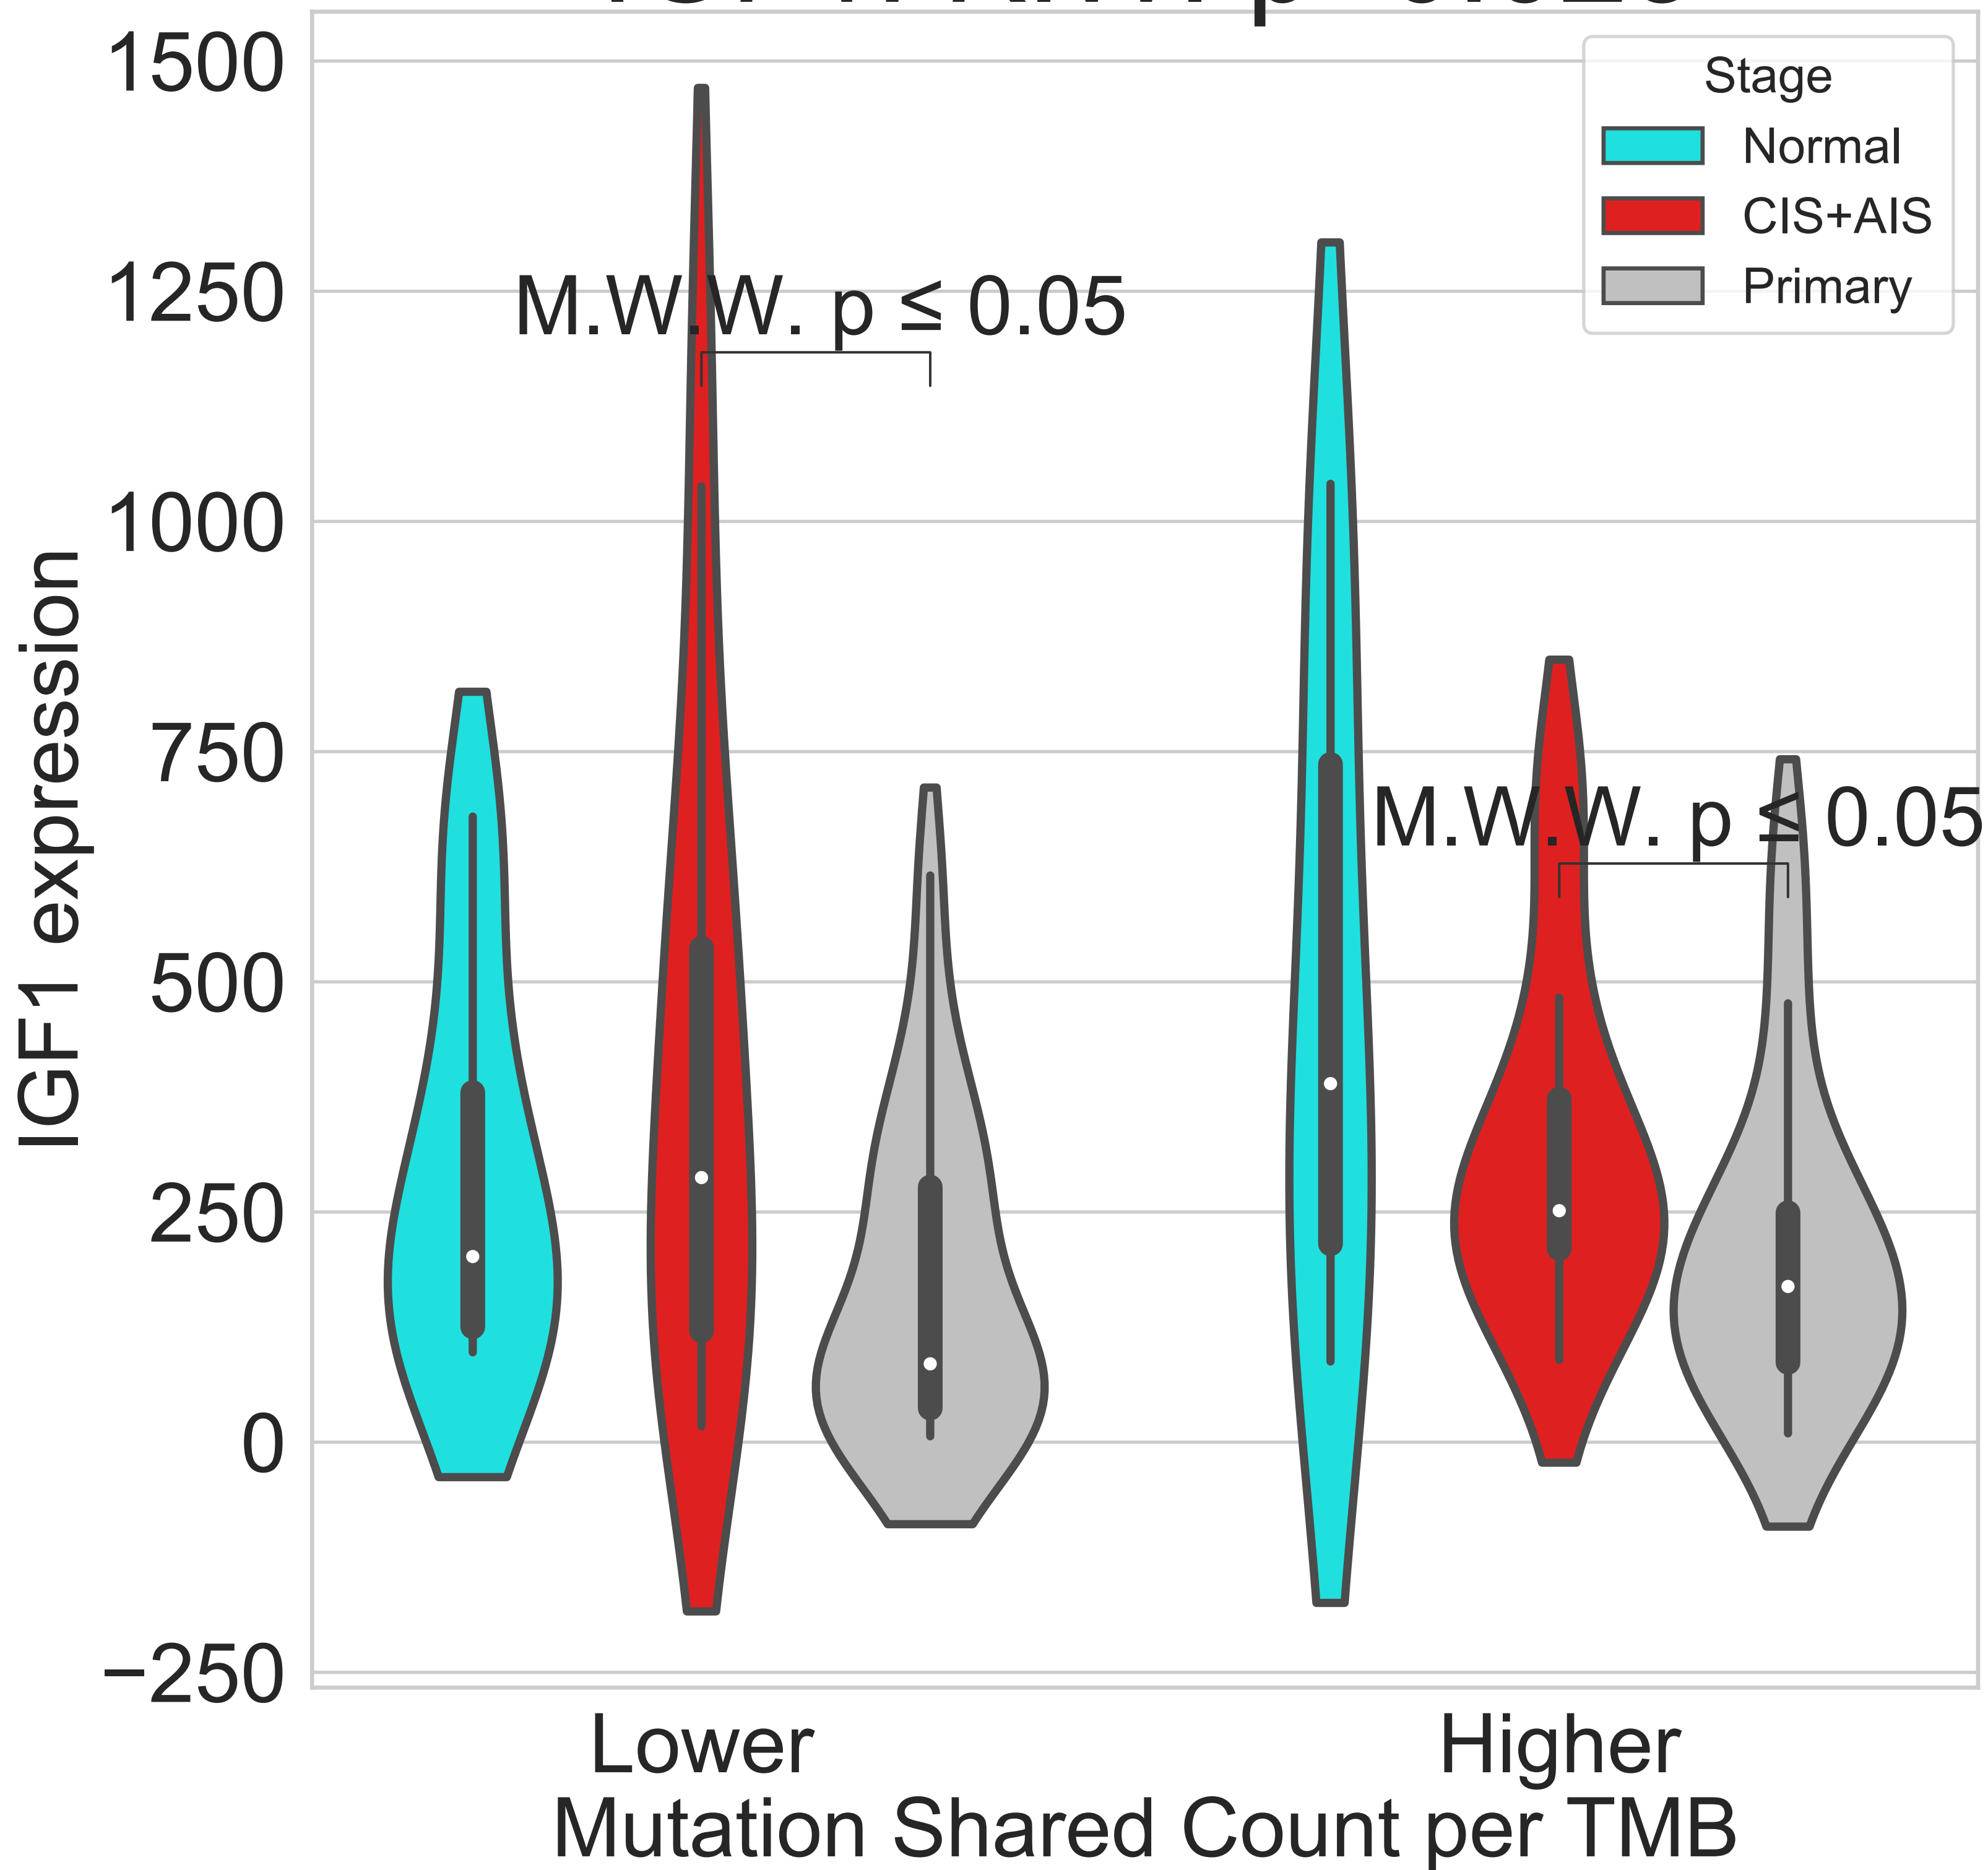 1500
1250
1000
750
500
250
0
−250
IGF1 expression
Stage
Normal
CIS+AIS
Primary
M.W.W. p ≤ 0.05
M.W.W. p ≤ 0.05
Lower
Higher
Mutation Shared Count per TMB